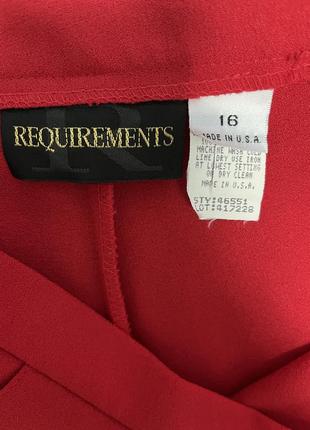 REQUIREMENTS
16
MADE IN U.S.A.
100%
MACHINE WASH COLD
LINE DRY USE IRON
AT LOWEST SETTING
OR DRY CLEAN
MADE IN U.S.A.
STY:46551
LOT:417228